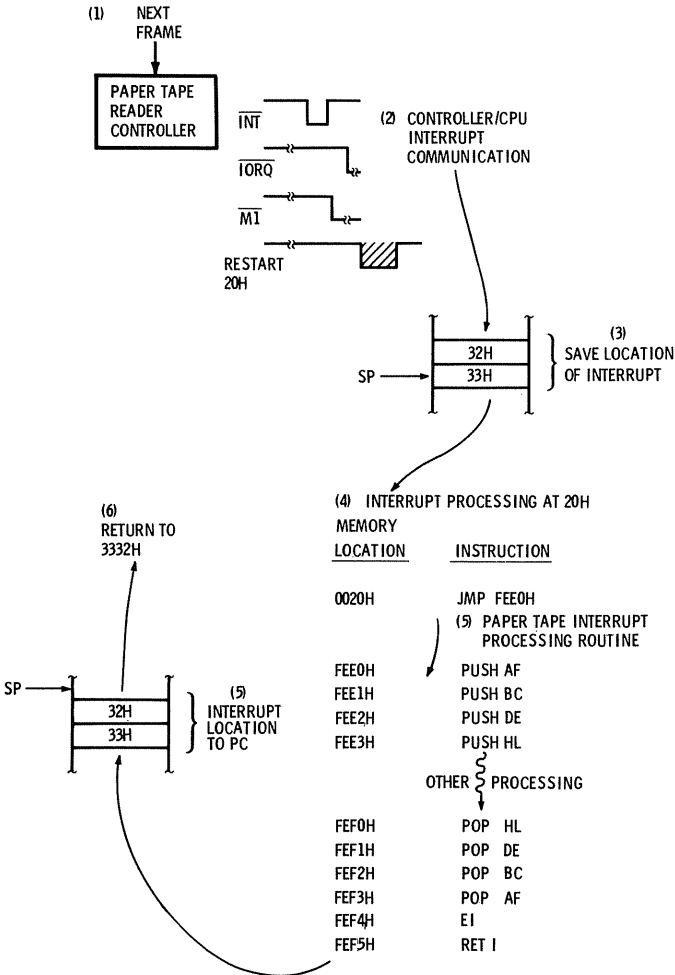 (1) NEXT
FRAME
PAPER TAPE
READER
CONTROLLER
INT
IORQ
M1
RESTART
20H
(2) CONTROLLER/CPU
INTERRUPT
COMMUNICATION
32H
33H
SP
(3)
SAVE LOCATION
OF INTERRUPT
(4) INTERRUPT PROCESSING AT 20H
MEMORY
LOCATION INSTRUCTION
0020H JMP FEE0H
(5) PAPER TAPE INTERRUPT
PROCESSING ROUTINE
FEE0H PUSH AF
FEE1H PUSH BC
FEE2H PUSH DE
FEE3H PUSH HL
OTHER PROCESSING
FEF0H POP HL
FEF1H POP DE
FEF2H POP BC
FEF3H POP AF
FEF4H EI
FEF5H RET I
(6)
RETURN TO
3332H
SP
32H
33H
(5)
INTERRUPT
LOCATION
TO PC